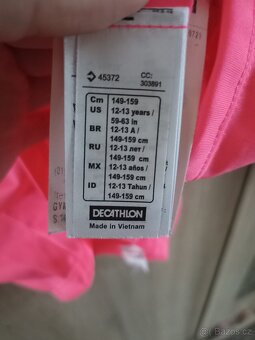 45372 CC:
303891
Cm 149-159
US 12-13 years /
59-63 in
BR 12-13 A /
149-159 cm
RU 12-13 лет /
149-159 cm
MX 12-13 años /
149-159 cm
ID 12-13 Tahun /
149-159 cm
DECATHLON
Made in Vietnam
sbazar.cz